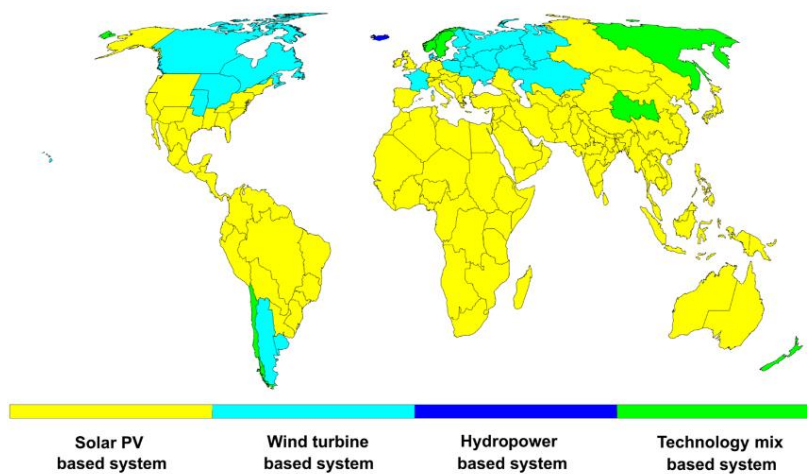 Solar PV
based system
Wind turbine
based system
Hydropower
based system
Technology mix
based system